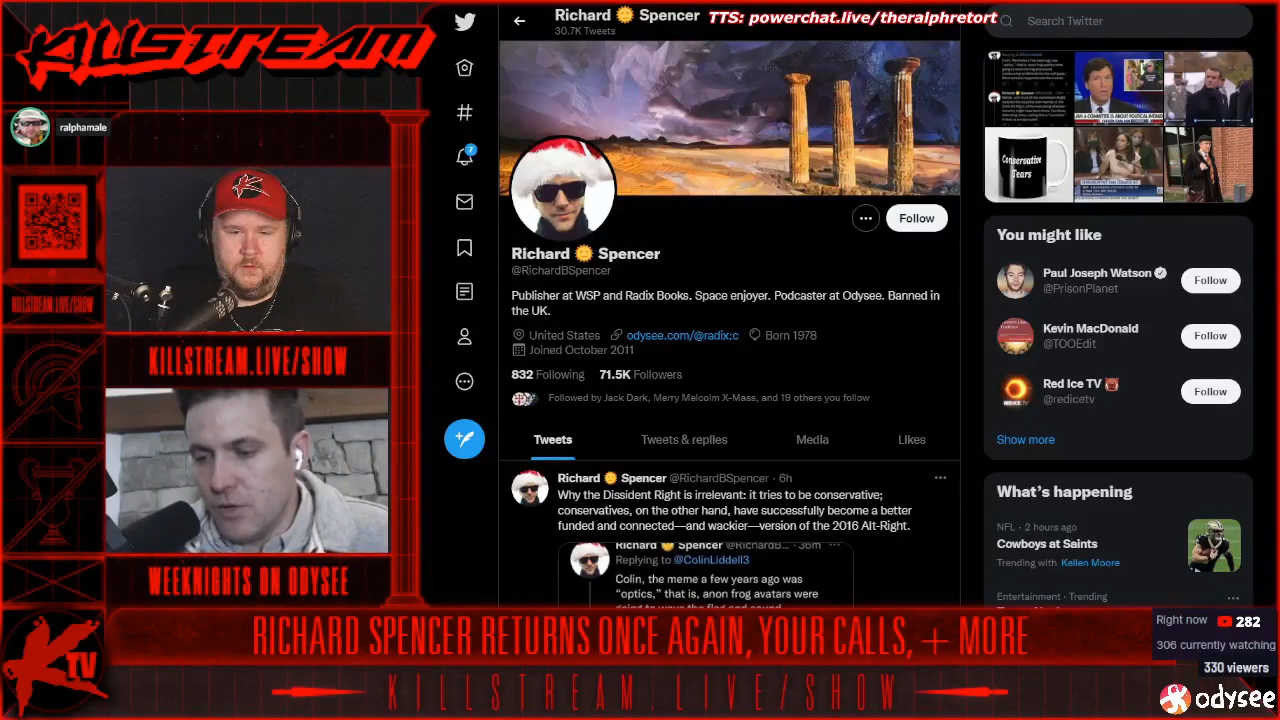 KILLSTREAM
ralphamale
KILLSTREAM.LIVE/SHOW
KILLSTREAM.LIVE/SHOW
WEEKNIGHTS ON ODYSEE
K TV
Richard Spencer
30.7K Tweets
TTS: powerchat.live/theralphretort
Search Twitter
7
Follow
Richard Spencer
@RichardBSpencer
Publisher at WSP and Radix Books. Space enjoyer. Podcaster at Odysee. Banned in
the UK.
United States odysee.com/@radix:c Born 1978
Joined October 2011
832 Following 71.5K Followers
Followed by Jack Dark, Merry Melcolm X-Mass, and 19 others you follow
Tweets Tweets & replies Media Likes
Richard Spencer @RichardBSpencer · 6h
Why the Dissident Right is irrelevant: it tries to be conservative;
conservatives, on the other hand, have successfully become a better
funded and connected—and wackier—version of the 2016 Alt-Right.
Richard Spencer @RichardB... · 36m
Replying to @ColinLiddell3
Colin, the meme a few years ago was
"optics," that is, anon frog avatars were
Conservative
Tears
You might like
Paul Joseph Watson
@PrisonPlanet
Follow
Kevin MacDonald
@TOOEdit
Follow
Red Ice TV
@redicetv
Follow
Show more
What's happening
NFL · 2 hours ago
Cowboys at Saints
Trending with Kellen Moore
Entertainment · Trending
Right now 282
306 currently watching
330 viewers
odysee
RICHARD SPENCER RETURNS ONCE AGAIN, YOUR CALLS, + MORE
KILLSTREAM.LIVE/SHOW